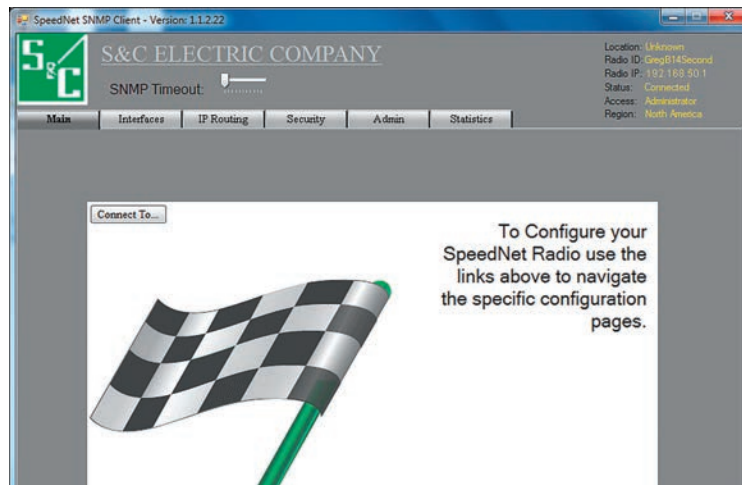 SpeedNet SNMP Client - Version: 1.1.2.22
S&C
S&C ELECTRIC COMPANY
SNMP Timeout:
Location: Unknown
Radio ID: GregB14Second
Radio IP: 192.168.50.1
Status: Connected
Access: Administrator
Region: North America
Main Interfaces IP Routing Security Admin Statistics
Connect To...
To Configure your
SpeedNet Radio use the
links above to navigate
the specific configuration
pages.